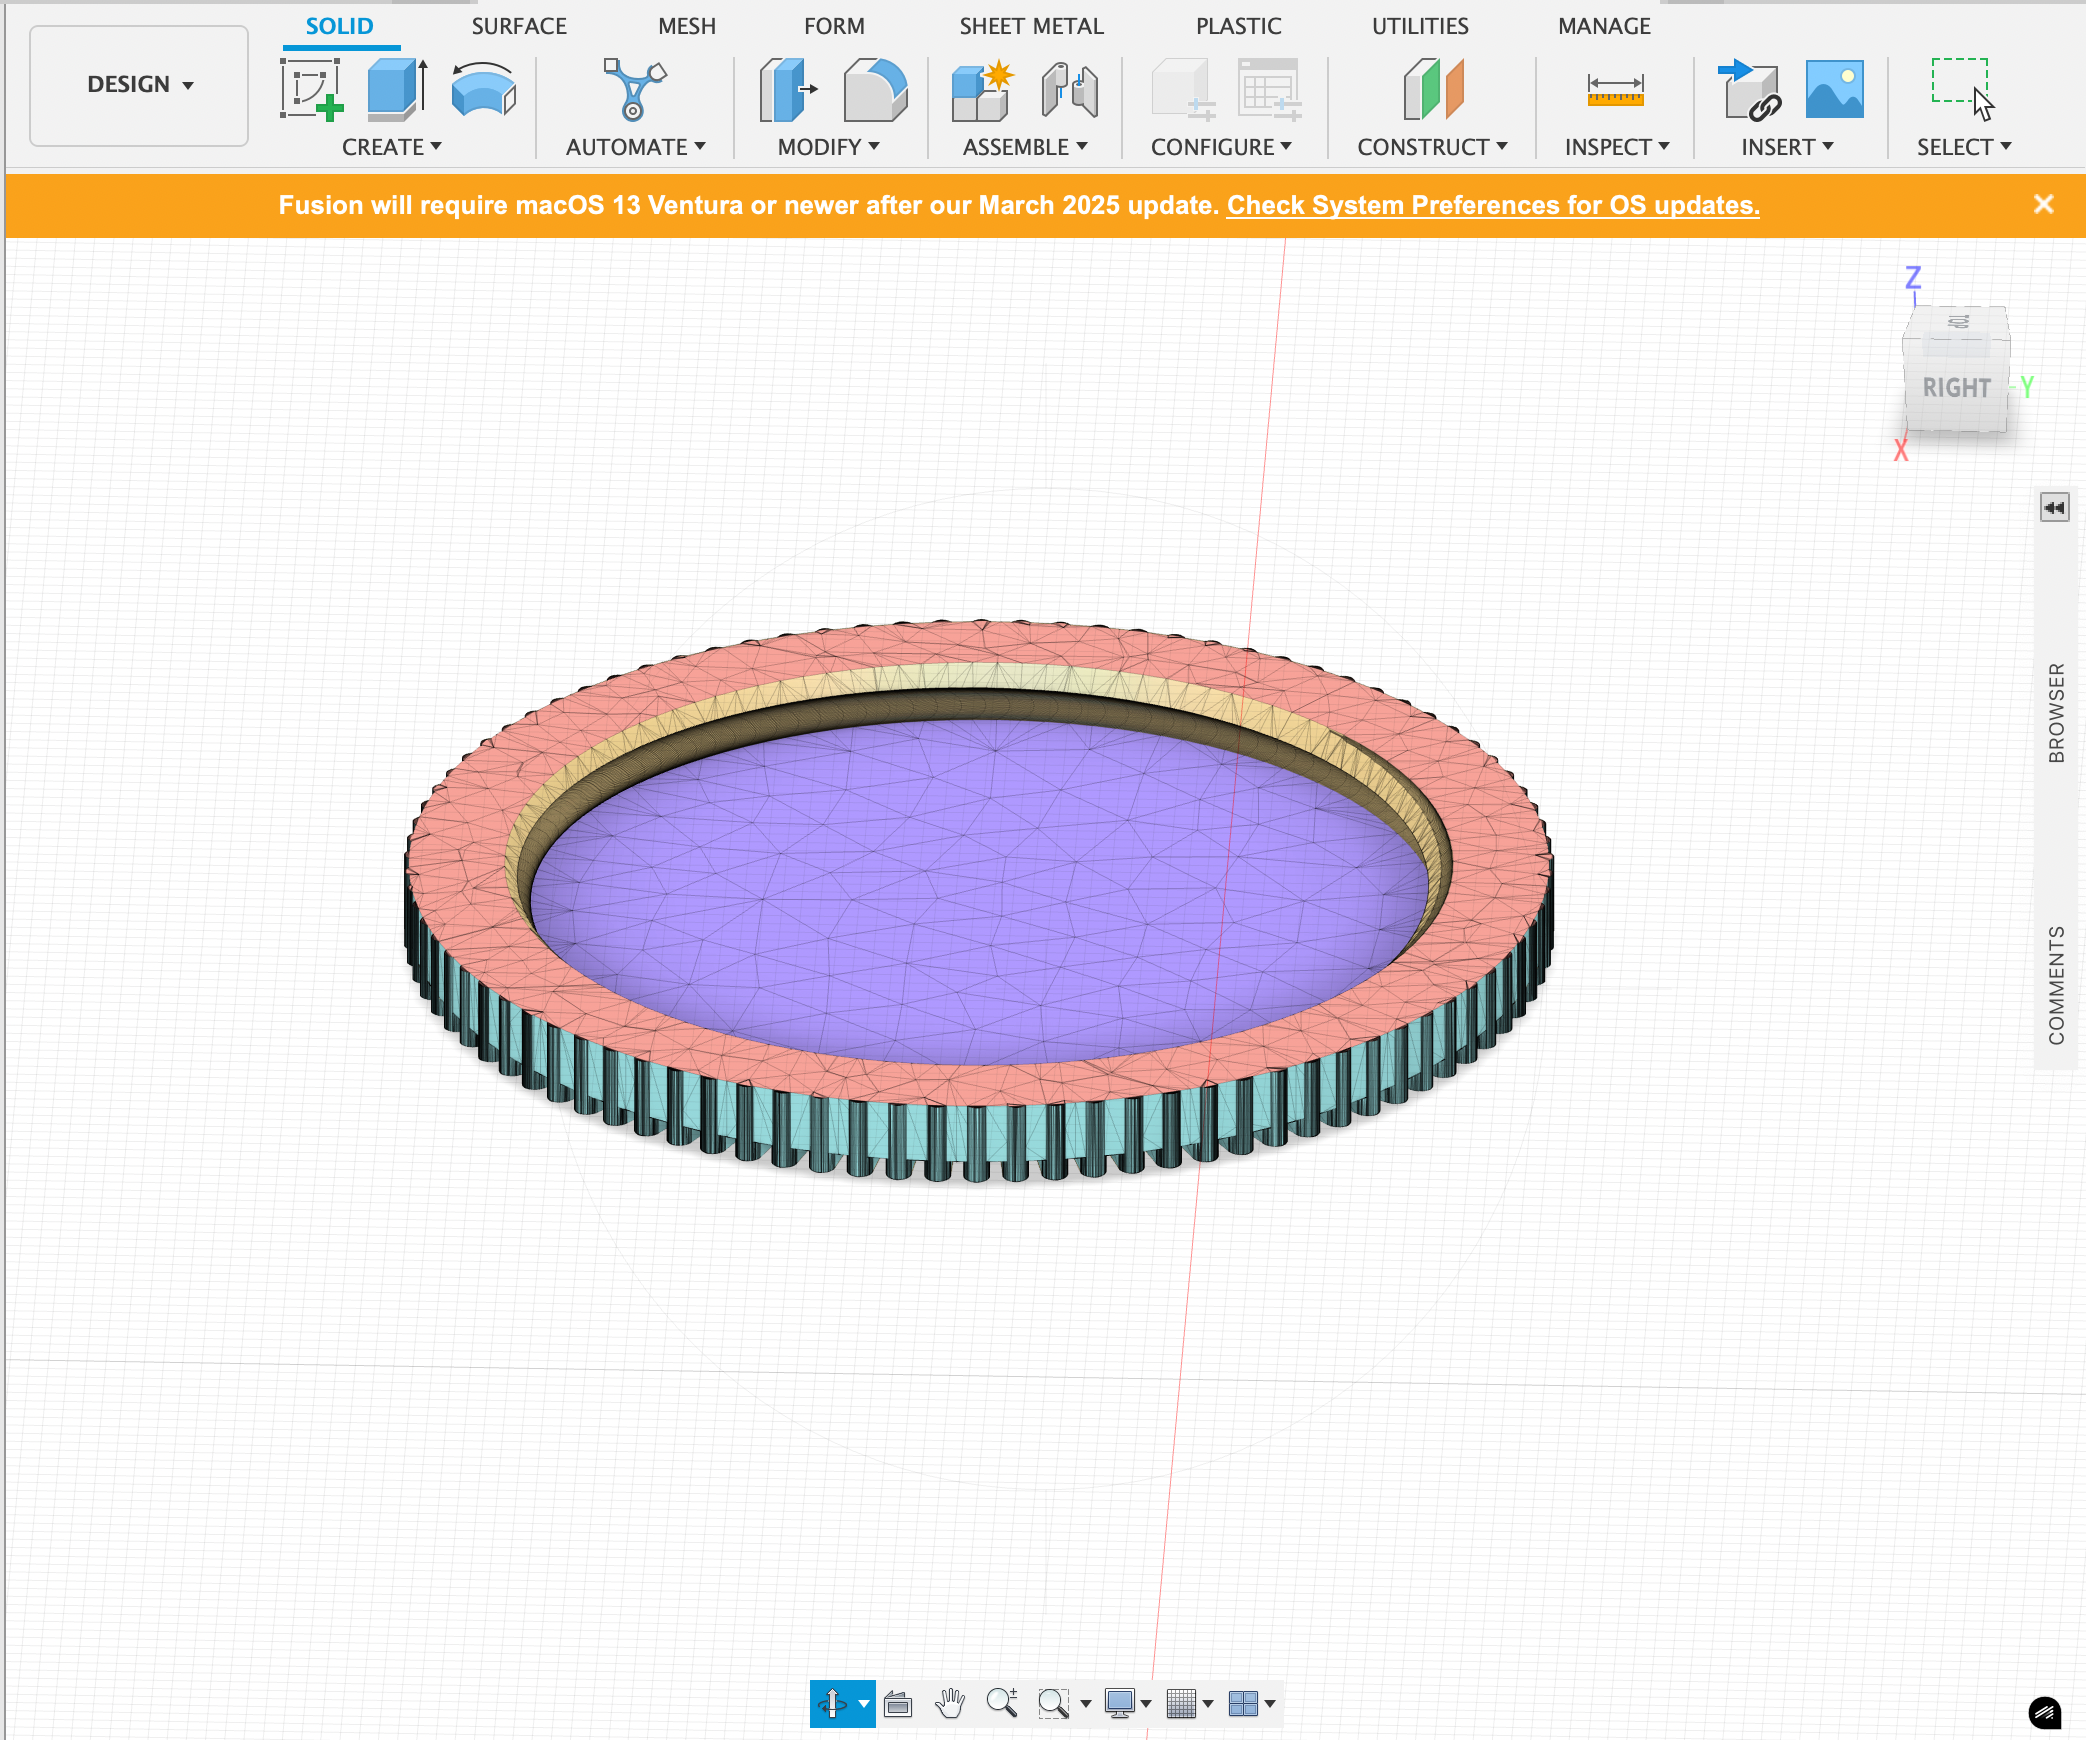 SOLID SURFACE MESH FORM SHEET METAL PLASTIC UTILITIES MANAGE
DESIGN
CREATE AUTOMATE MODIFY ASSEMBLE CONFIGURE CONSTRUCT INSPECT INSERT SELECT
Fusion will require macOS 13 Ventura or newer after our March 2025 update. Check System Preferences for OS updates.
Z
TOP
RIGHT
Y
X
BROWSER
COMMENTS